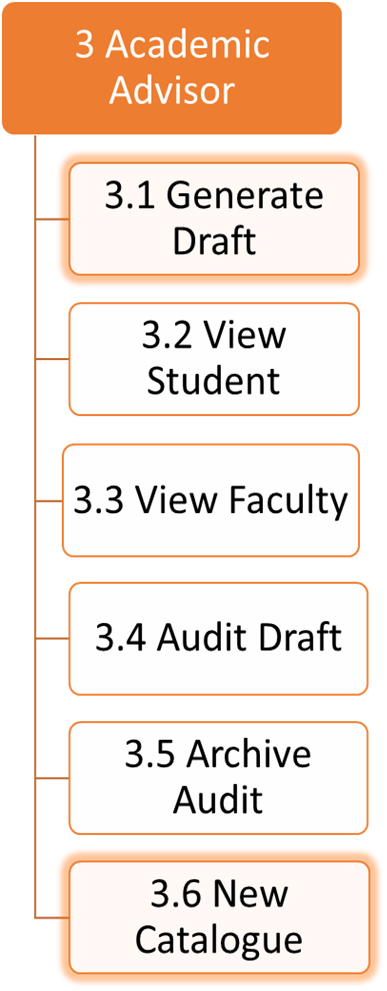 3 Academic
Advisor
3.1 Generate
Draft
3.2 View
Student
3.3 View Faculty
3.4 Audit Draft
3.5 Archive
Audit
3.6 New
Catalogue